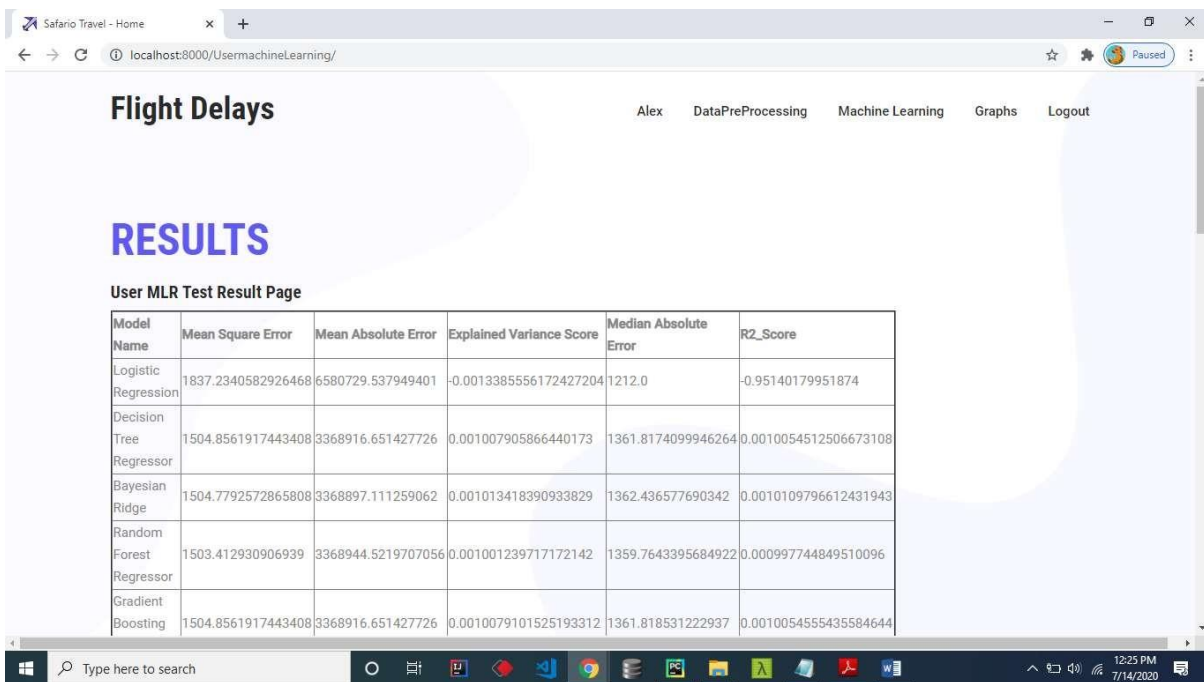 Safario Travel - Home
localhost:8000/UsermachineLearning/
Paused
Flight Delays
Alex DataPreProcessing Machine Learning Graphs Logout
RESULTS
User MLR Test Result Page
Model Name Mean Square Error Mean Absolute Error Explained Variance Score Median Absolute Error R2_Score
Logistic Regression 1837.2340582926468 6580729.537949401 -0.0013385556172427204 1212.0 -0.95140179951874
Decision Tree Regressor 1504.8561917443408 3368916.651427726 0.001007905866440173 1361.8174099946264 0.0010054512506673108
Bayesian Ridge 1504.7792572865808 3368897.111259062 0.001013418390933829 1362.436577690342 0.0010109796612431943
Random Forest Regressor 1503.412930906939 3368944.5219707056 0.001001239717172142 1359.7643395684922 0.000997744849510096
Gradient Boosting 1504.8561917443408 3368916.651427726 0.0010079101525193312 1361.818531222937 0.0010054555435584644
Type here to search
12:25 PM
7/14/2020